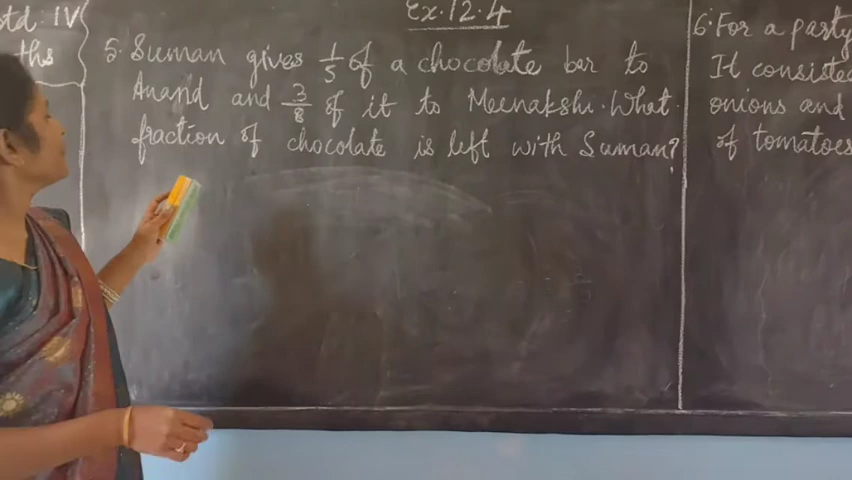 Std: IV
ths
Ex.12.4
5. Suman gives 1/5 of a chocolate bar to
Anand and 3/8 of it to Meenakshi. What
fraction of chocolate is left with Suman?
6. For a party
It consisted
onions and
of tomatoes